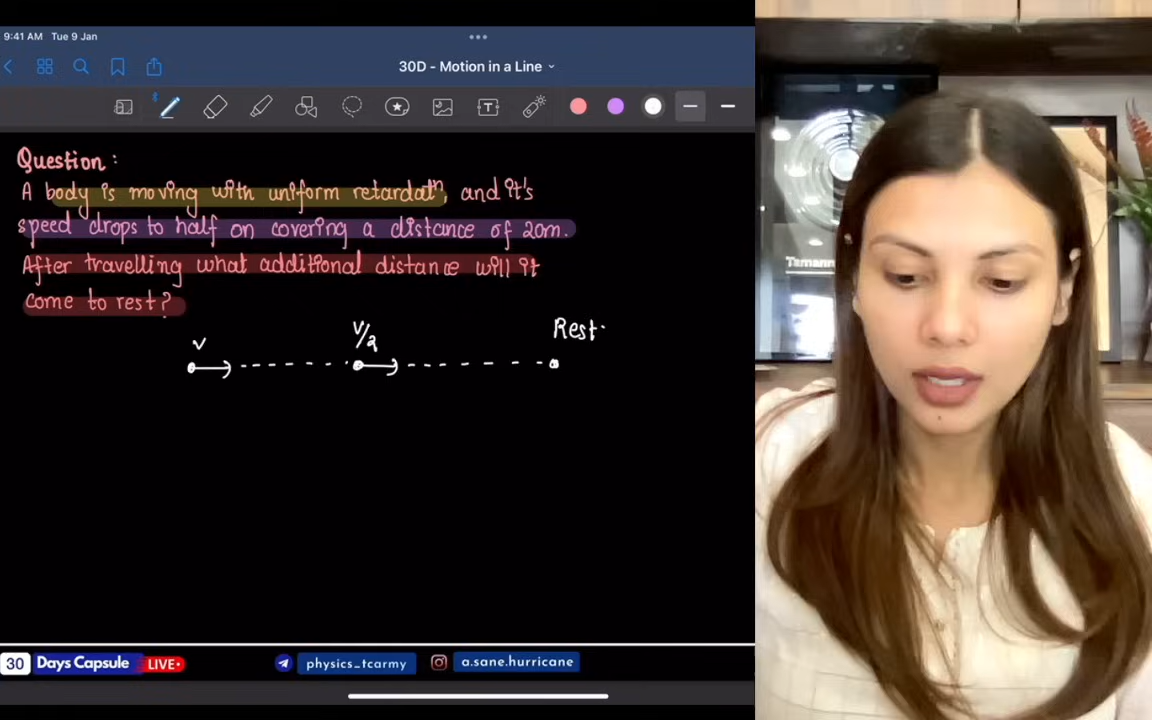 9:41 AM Tue 9 Jan
30D - Motion in a Line
Question:
A body is moving with uniform retardatⁿ, and it's
speed drops to half on covering a distance of 20m.
After travelling what additional distance will it
come to rest?
V V/2 Rest.
30 Days Capsule LIVE physics_tcarmy a.sane.hurricane